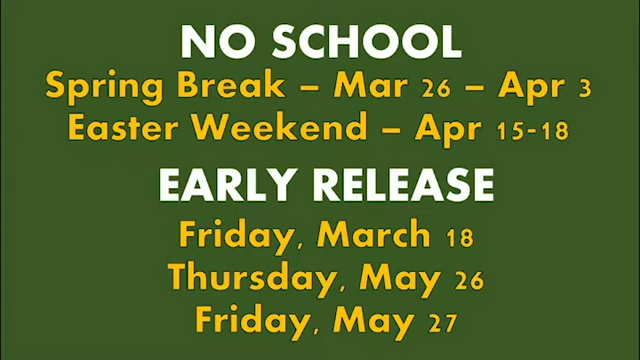 NO SCHOOL
Spring Break – Mar 26 – Apr 3
Easter Weekend – Apr 15-18
EARLY RELEASE
Friday, March 18
Thursday, May 26
Friday, May 27